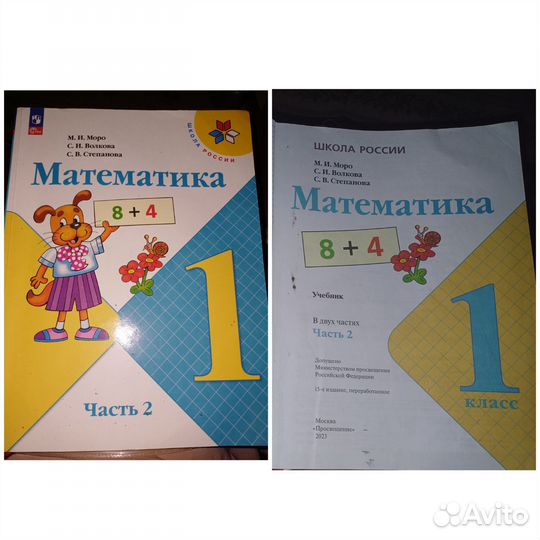 М. И. Моро
С. И. Волкова
С. В. Степанова
ШКОЛА РОССИИ
Математика
8 + 4
1
Часть 2
ШКОЛА РОССИИ
М. И. Моро
С. И. Волкова
С. В. Степанова
Математика
8 + 4
Учебник
В двух частях
Часть 2
1
класс
Допущено
Министерством просвещения
Российской Федерации
15-е издание, переработанное
Москва
«Просвещение»
2023
Avito